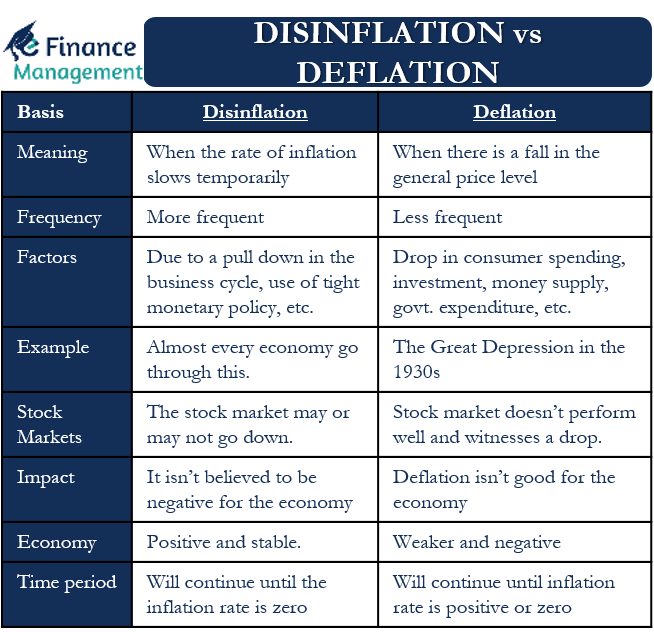 DISINFLATION vs
DEFLATION
e Finance
Management
Basis
Disinflation
Deflation
Meaning
When the rate of inflation
slows temporarily
When there is a fall in the
general price level
Frequency
More frequent
Less frequent
Factors
Due to a pull down in the
business cycle, use of tight
monetary policy, etc.
Drop in consumer spending,
investment, money supply,
govt. expenditure, etc.
Example
Almost every economy go
through this.
The Great Depression in the
1930s
Stock
Markets
The stock market may or
may not go down.
Stock market doesn’t perform
well and witnesses a drop.
Impact
It isn’t believed to be
negative for the economy
Deflation isn’t good for the
economy
Economy
Positive and stable.
Weaker and negative
Time period
Will continue until the
inflation rate is zero
Will continue until inflation
rate is positive or zero